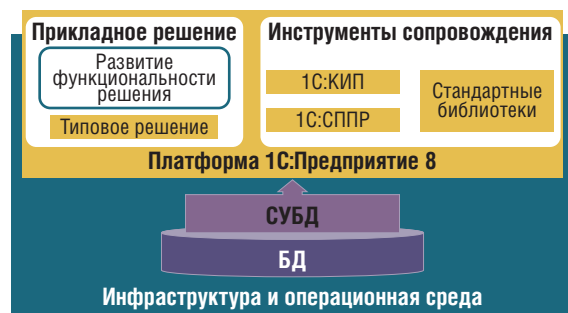 Прикладное решение
Развитие
функциональности
решения
Типовое решение
Инструменты сопровождения
1С:КИП
1С:СППР
Стандартные
библиотеки
Платформа 1С:Предприятие 8
СУБД
БД
Инфраструктура и операционная среда